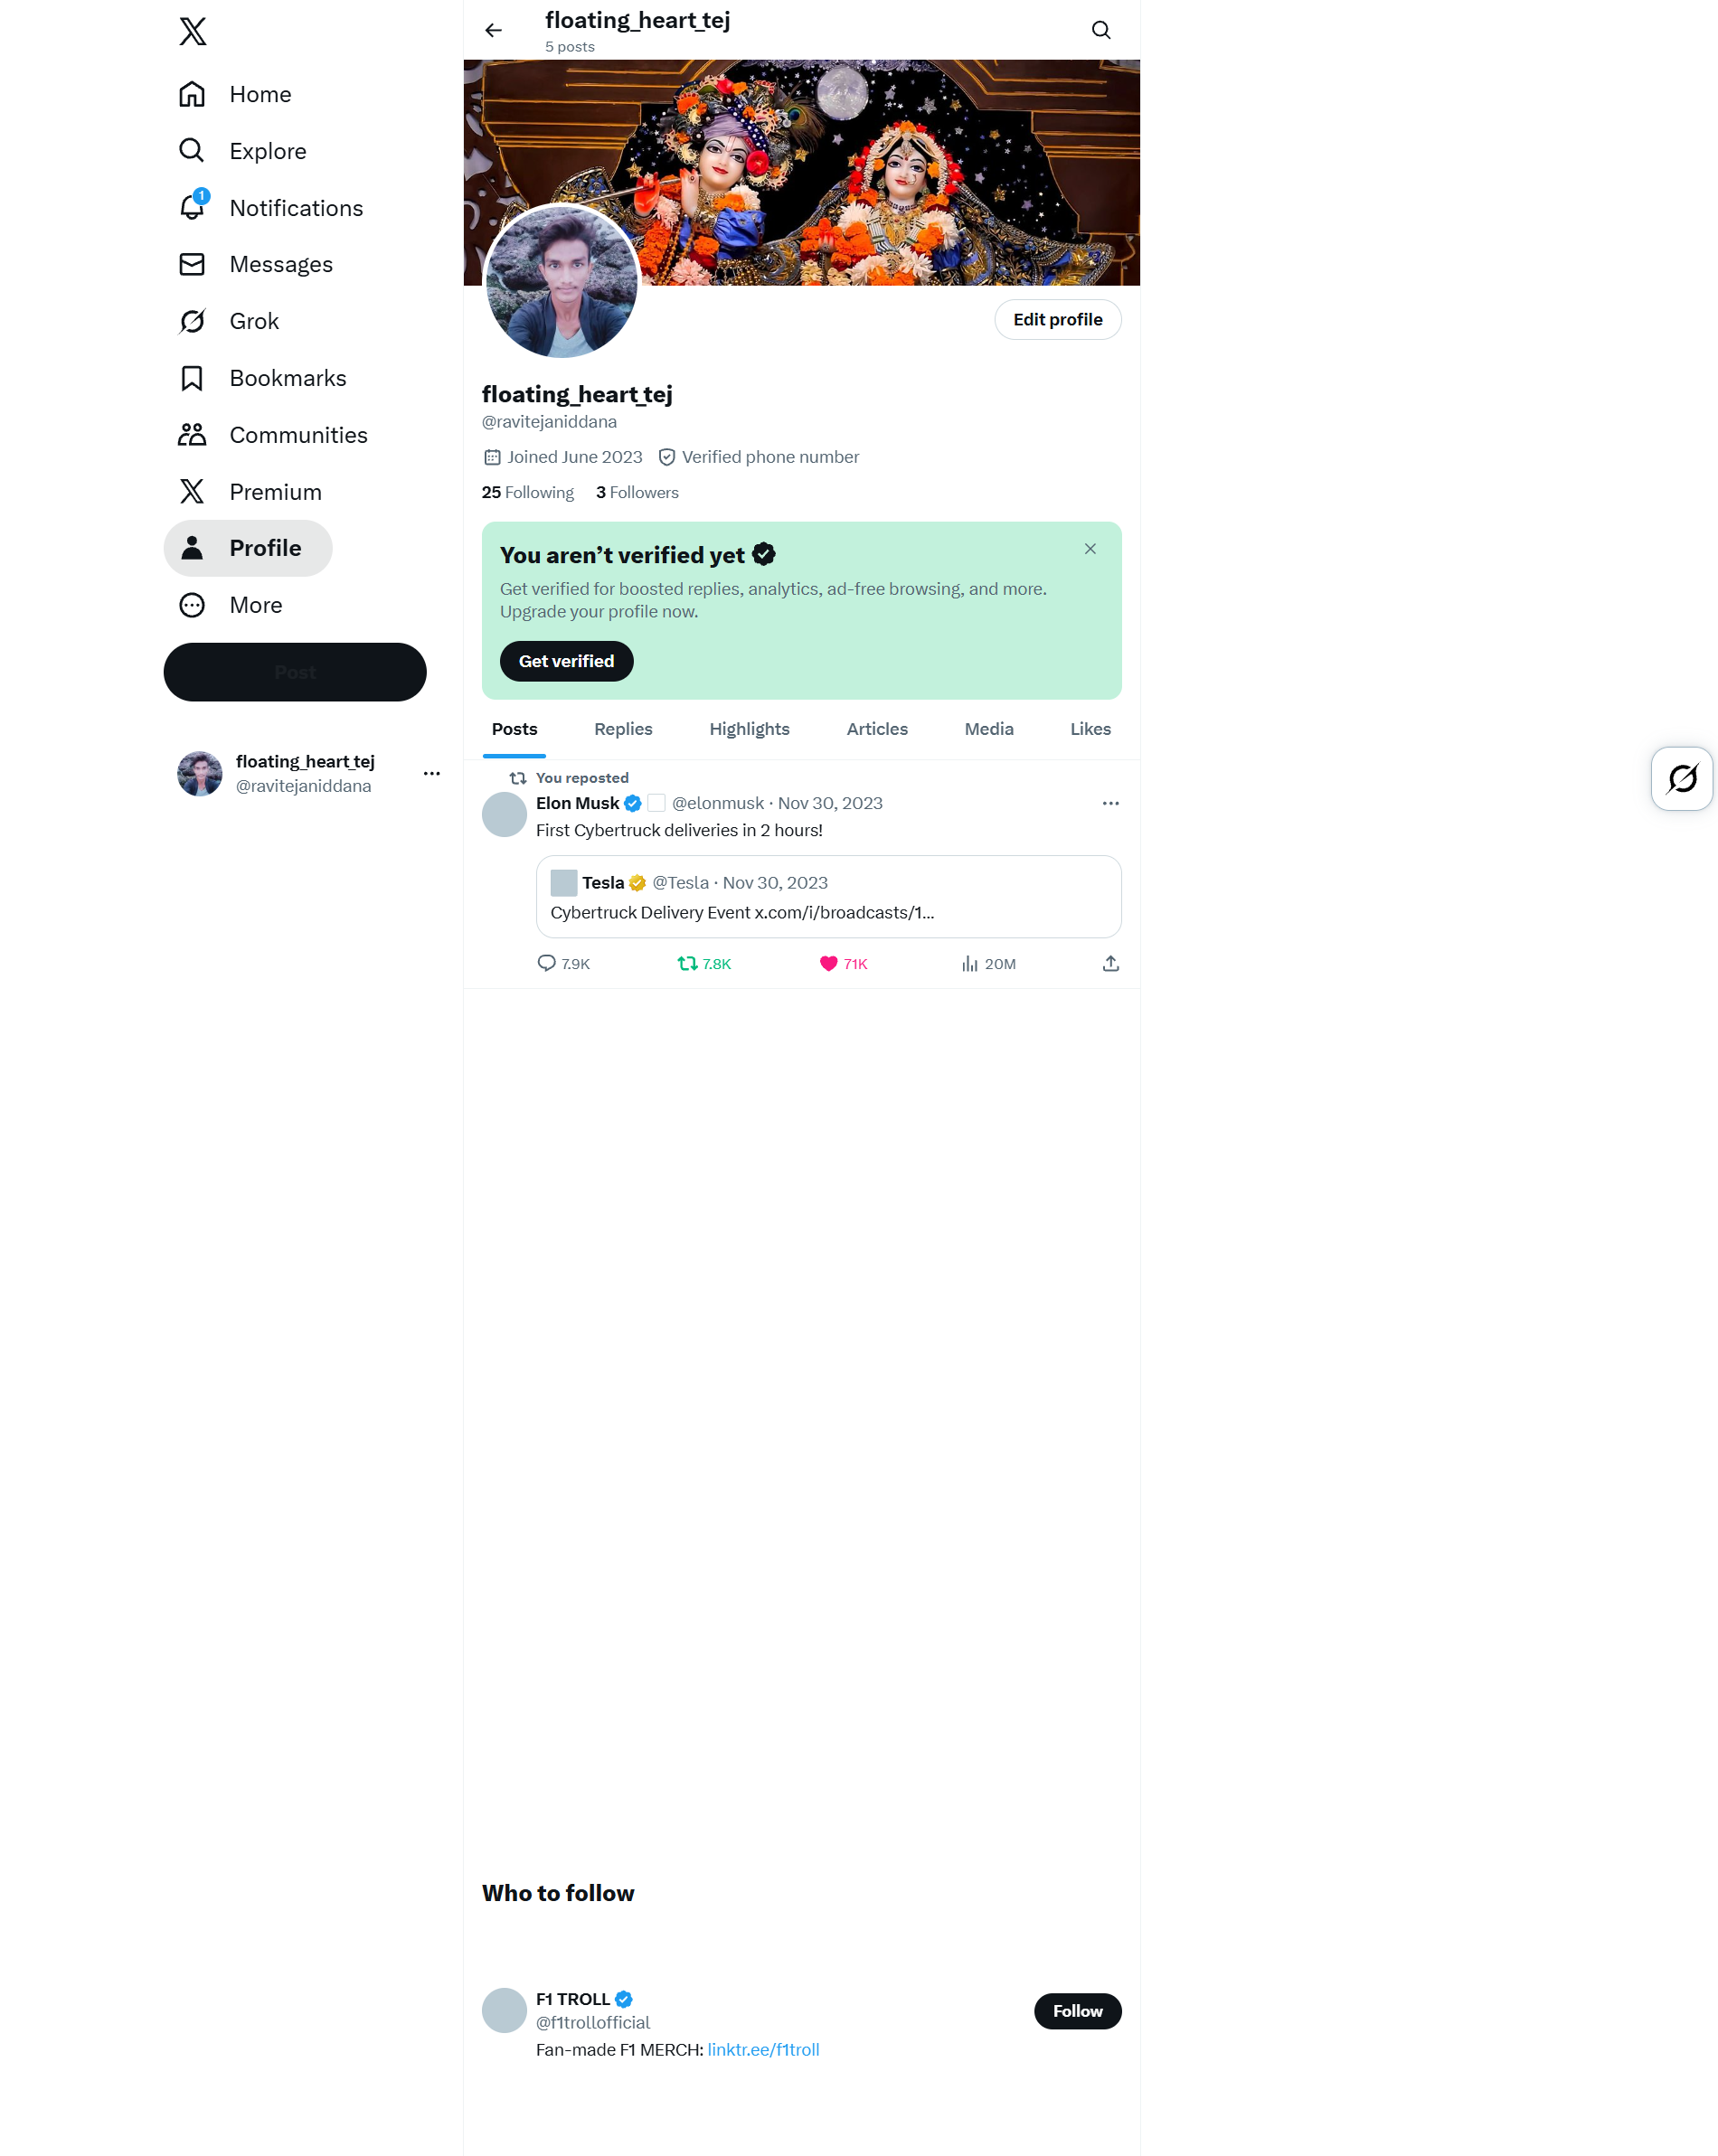 floating_heart_tej
5 posts
Home
Explore
1
Notifications
Messages
Grok
Bookmarks
Communities
Premium
Profile
More
Post
floating_heart_tej
@ravitejaniddana
Edit profile
floating_heart_tej
@ravitejaniddana
Joined June 2023 Verified phone number
25 Following 3 Followers
You aren’t verified yet
Get verified for boosted replies, analytics, ad-free browsing, and more.
Upgrade your profile now.
Get verified
Posts Replies Highlights Articles Media Likes
You reposted
Elon Musk @elonmusk · Nov 30, 2023
First Cybertruck deliveries in 2 hours!
Tesla @Tesla · Nov 30, 2023
Cybertruck Delivery Event x.com/i/broadcasts/1…
7.9K 7.8K 71K 20M
Who to follow
F1 TROLL
@f1trollofficial
Follow
Fan-made F1 MERCH: linktr.ee/f1troll